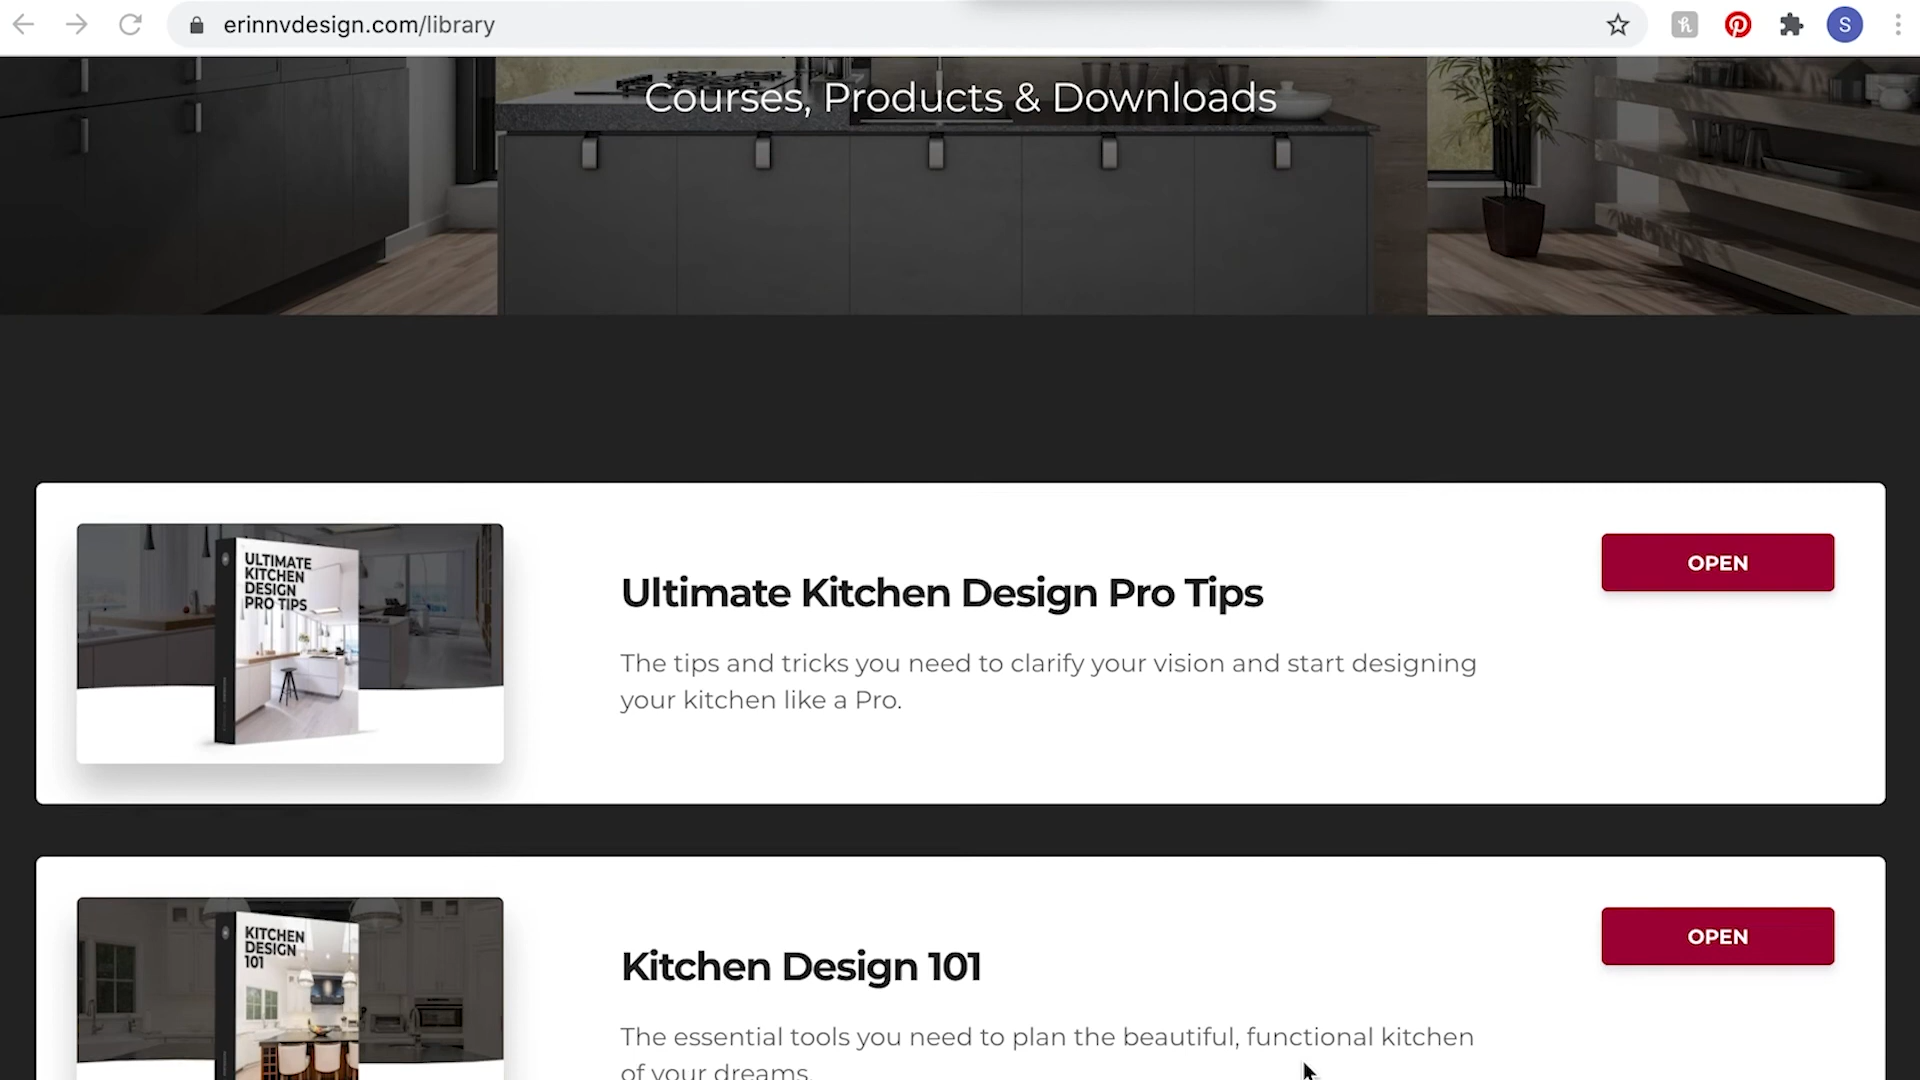 erinnvdesign.com/library
S
Courses, Products & Downloads
ULTIMATE
KITCHEN
DESIGN
PRO TIPS
Ultimate Kitchen Design Pro Tips
OPEN
The tips and tricks you need to clarify your vision and start designing
your kitchen like a Pro.
KITCHEN
DESIGN
101
Kitchen Design 101
OPEN
The essential tools you need to plan the beautiful, functional kitchen
of your dreams.